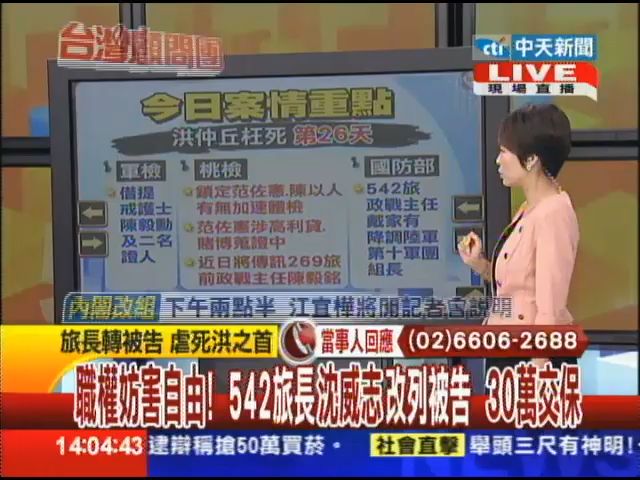 台灣顧問團
cti 中天新聞
LIVE
現場直播
今日案情重點
洪仲丘枉死 第26天
軍檢
借提
戒護士
陳毅勳
及二名
證人
桃檢
鎖定范佐憲.陳以人
有無加速體檢
范佐憲涉高利貸.
賭博蒐證中
近日將傳訊269旅
前政戰主任陳毅銘
國防部
542旅
政戰主任
戴家有
降調陸軍
第十軍團
組長
內閣改組 下午兩點半 江宜樺將開記者會說明
旅長轉被告 虐死洪之首
當事人回應 (02)6606-2688
職權妨害自由! 542旅長沈威志改列被告 30萬交保
14:04:43 逮辯稱搶50萬買菸。 社會直擊 舉頭三尺有神明!
NEWS